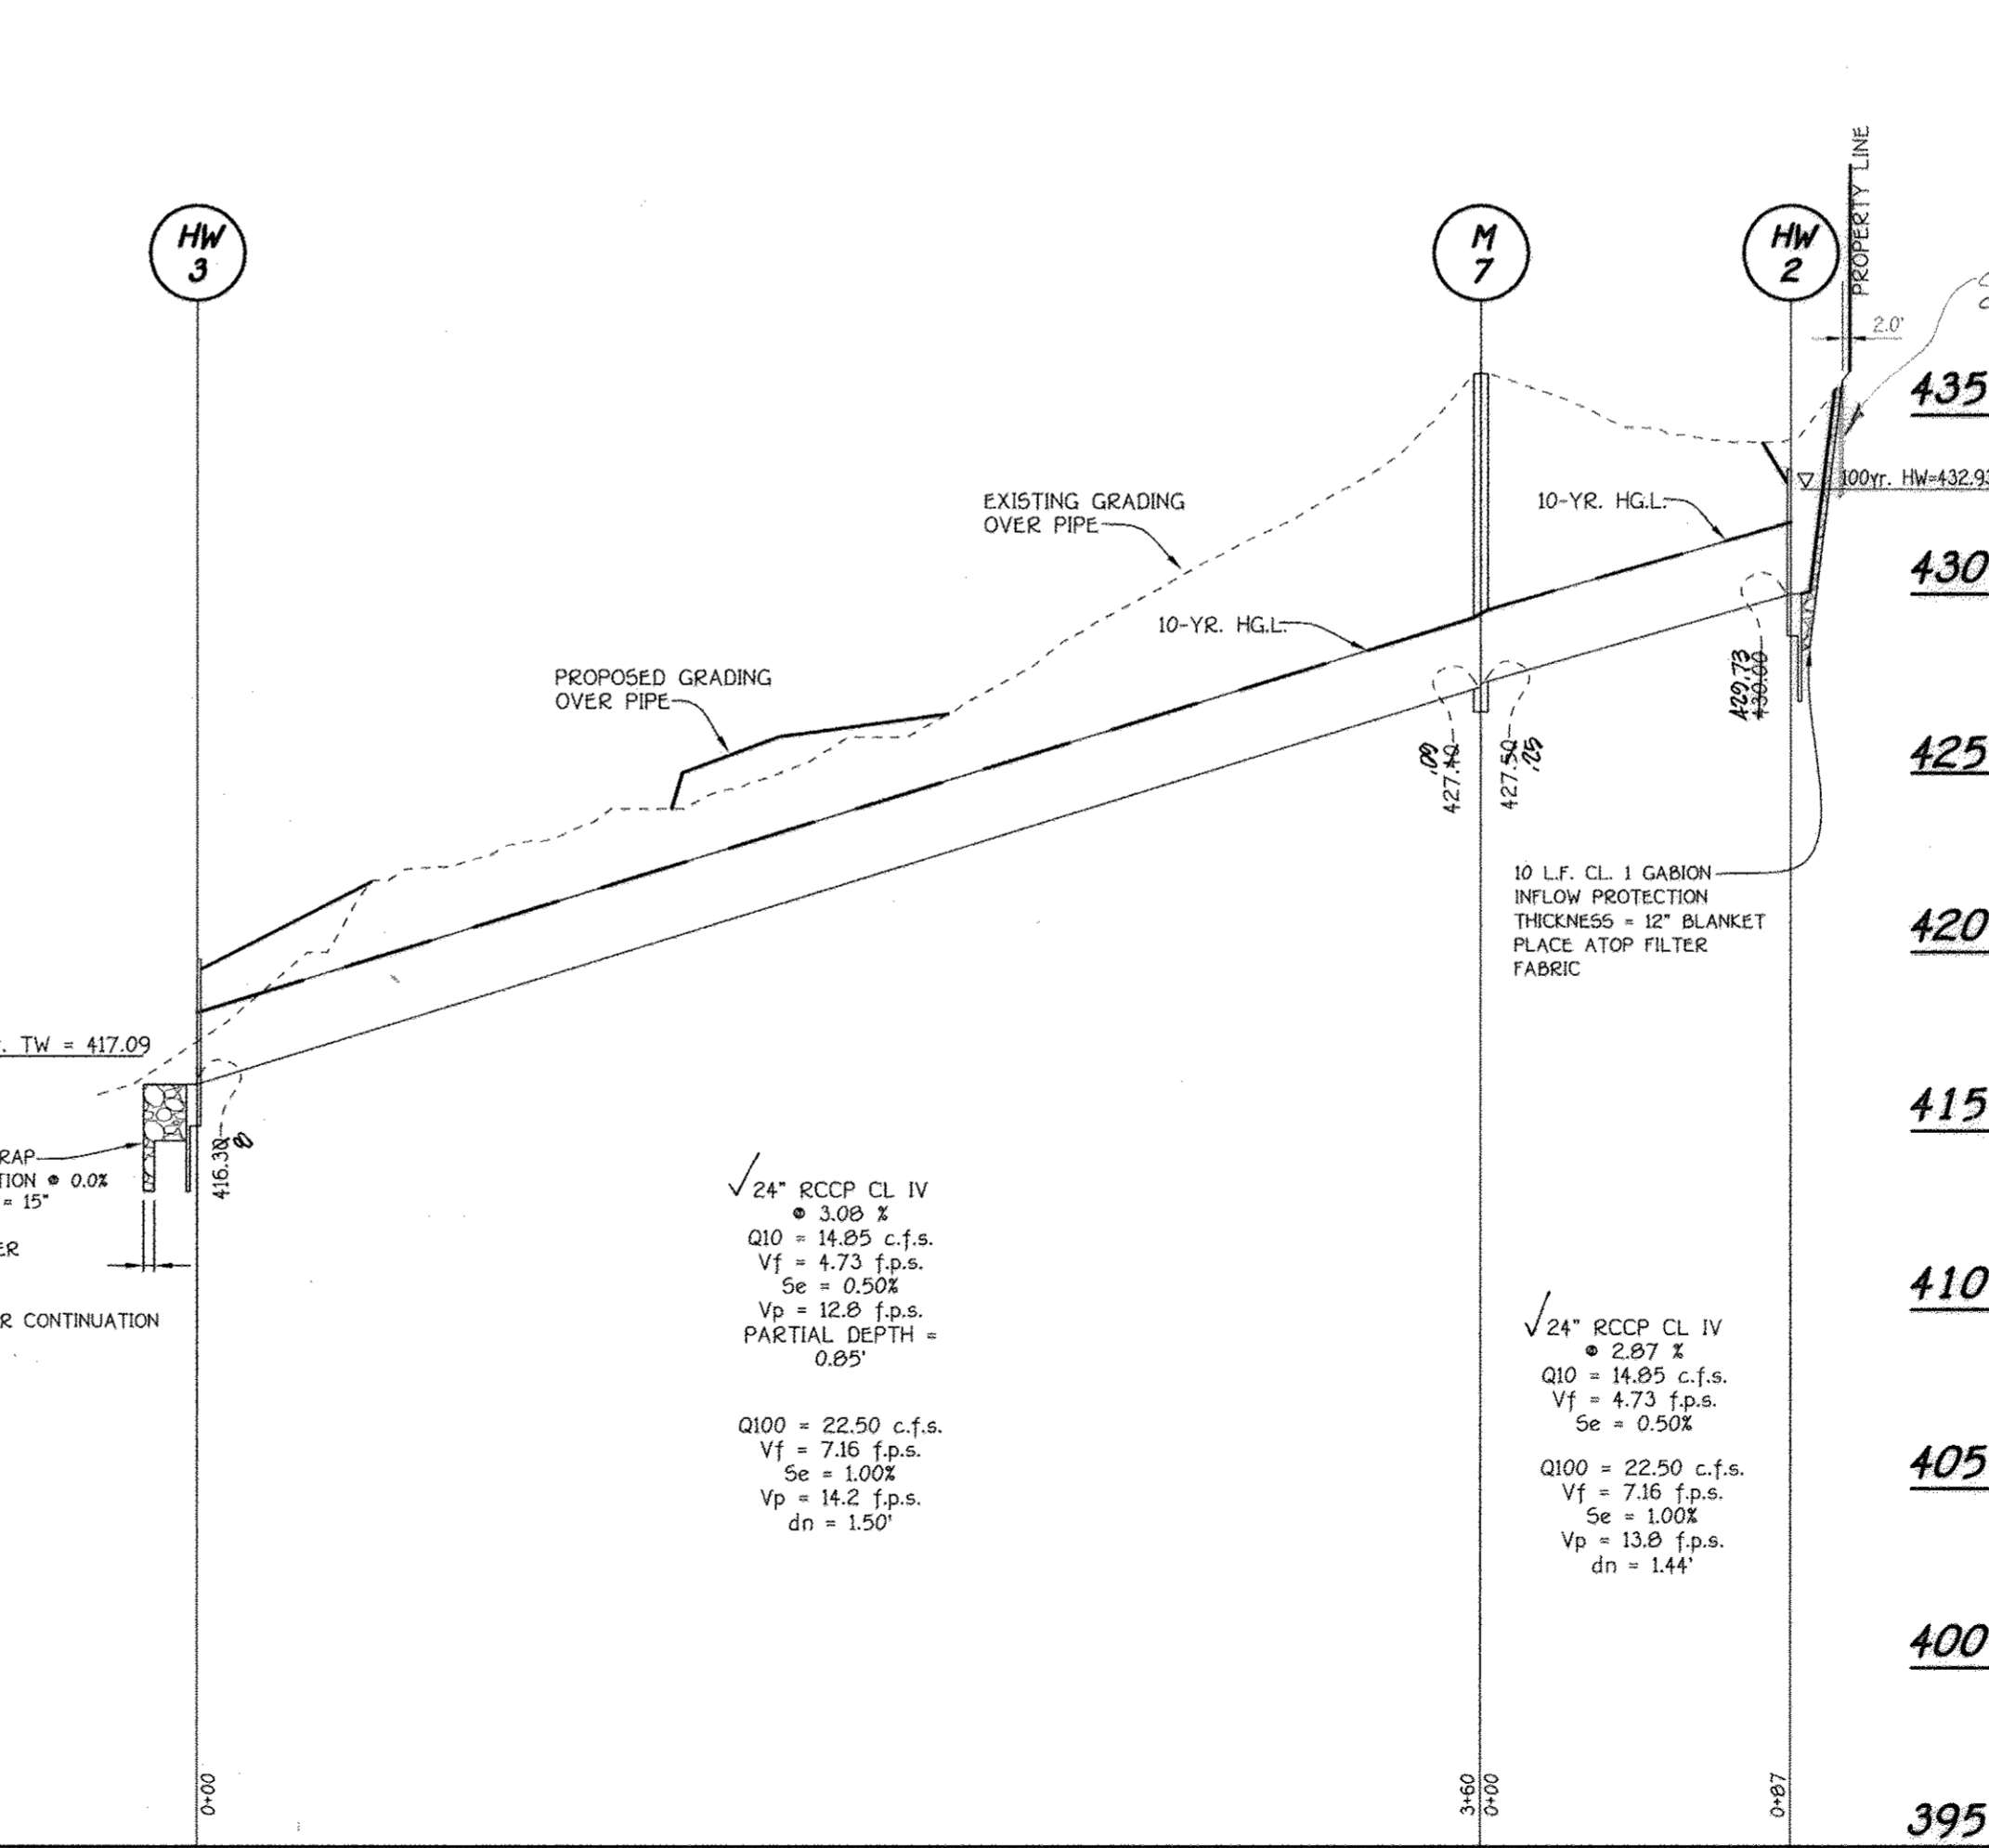 HW
3
M
7
HW
2
PROPERTY LINE
2.0'
435
100yr. HW=432.93
EXISTING GRADING
OVER PIPE
10-YR. HG.L.
430
10-YR. HG.L.
PROPOSED GRADING
OVER PIPE
429.73
430.00
.09
427.40
427.50
.25
425
10 L.F. CL. 1 GABION
INFLOW PROTECTION
THICKNESS = 12" BLANKET
PLACE ATOP FILTER
FABRIC
420
TW = 417.09
416.30
8
415
RAP
TION @ 0.0%
= 15"
ER
R CONTINUATION
24" RCCP CL IV
@ 3.08 %
Q10 = 14.85 c.f.s.
Vf = 4.73 f.p.s.
Se = 0.50%
Vp = 12.8 f.p.s.
PARTIAL DEPTH =
0.85'
Q100 = 22.50 c.f.s.
Vf = 7.16 f.p.s.
Se = 1.00%
Vp = 14.2 f.p.s.
dn = 1.50'
410
24" RCCP CL IV
@ 2.87 %
Q10 = 14.85 c.f.s.
Vf = 4.73 f.p.s.
Se = 0.50%
Q100 = 22.50 c.f.s.
Vf = 7.16 f.p.s.
Se = 1.00%
Vp = 13.8 f.p.s.
dn = 1.44'
405
400
0+00
3+60
0+00
0+87
395